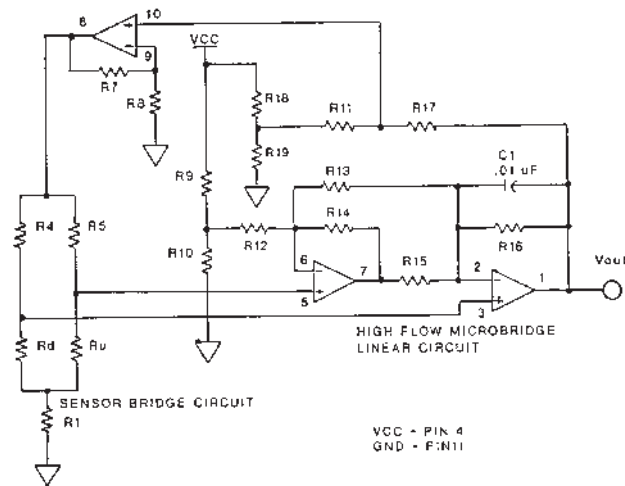 8
10
9
VCC
R7
R8
R18
R11
R17
R19
C1
.01 uF
R9
R13
R4
R5
R12
R14
R16
R10
6
7
R15
2
1
Vout
5
3
HIGH FLOW MICROBRIDGE
LINEAR CIRCUIT
Rd
Ru
SENSOR BRIDGE CIRCUIT
R1
VCC - PIN 4
GND - PIN11